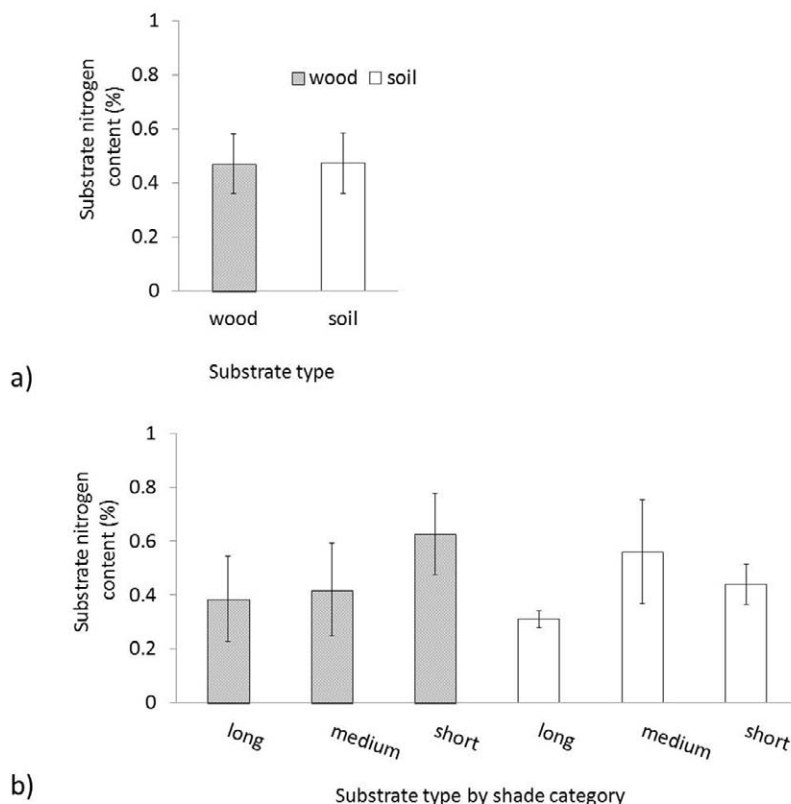 1
0.8
0.6
0.4
0.2
0
Substrate nitrogen
content (%)
wood soil
wood soil
Substrate type
a)
1
0.8
0.6
0.4
0.2
0
Substrate nitrogen
content (%)
long medium short long medium short
Substrate type by shade category
b)